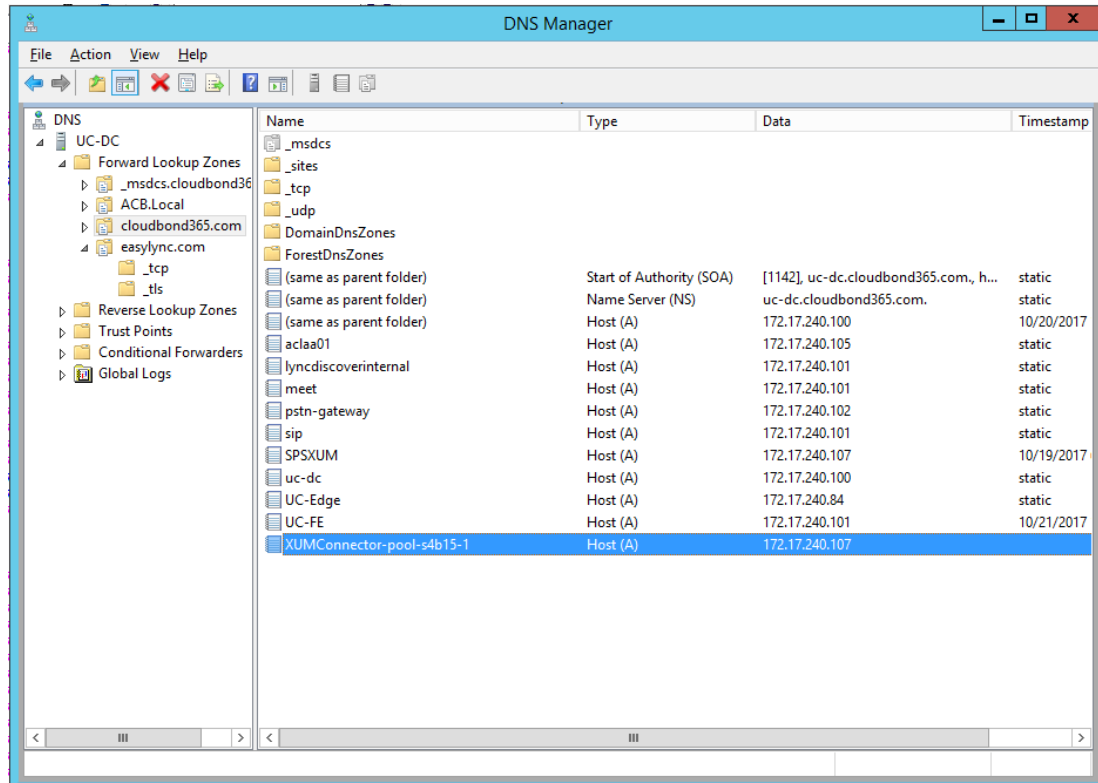 DNS Manager
File Action View Help
DNS
UC-DC
Forward Lookup Zones
_msdcs.cloudbond36
ACB.Local
cloudbond365.com
easylync.com
_tcp
_tls
Reverse Lookup Zones
Trust Points
Conditional Forwarders
Global Logs
Name Type Data Timestamp
_msdcs
_sites
_tcp
_udp
DomainDnsZones
ForestDnsZones
(same as parent folder) Start of Authority (SOA) [1142], uc-dc.cloudbond365.com., h... static
(same as parent folder) Name Server (NS) uc-dc.cloudbond365.com. static
(same as parent folder) Host (A) 172.17.240.100 10/20/2017
aclaa01 Host (A) 172.17.240.105 static
lyncdiscoverinternal Host (A) 172.17.240.101 static
meet Host (A) 172.17.240.101 static
pstn-gateway Host (A) 172.17.240.102 static
sip Host (A) 172.17.240.101 static
SPSXUM Host (A) 172.17.240.107 10/19/2017
uc-dc Host (A) 172.17.240.100 static
UC-Edge Host (A) 172.17.240.84 static
UC-FE Host (A) 172.17.240.101 10/21/2017
XUMConnector-pool-s4b15-1 Host (A) 172.17.240.107